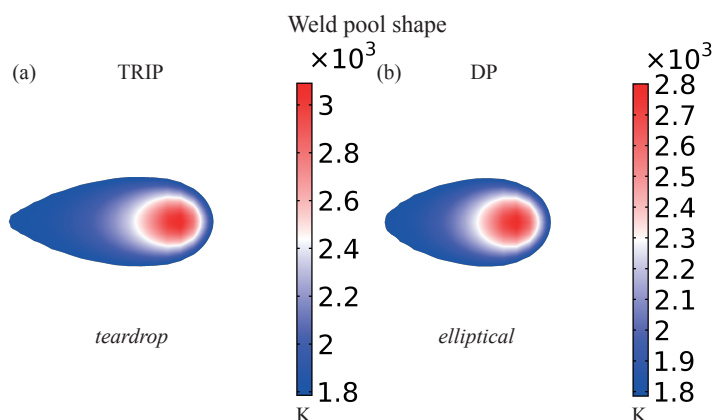 Weld pool shape
(a) TRIP ×10³
3
2.8
2.6
2.4
2.2
2
1.8
K
teardrop
(b) DP ×10³
2.8
2.7
2.6
2.5
2.4
2.3
2.2
2.1
2
1.9
1.8
K
elliptical